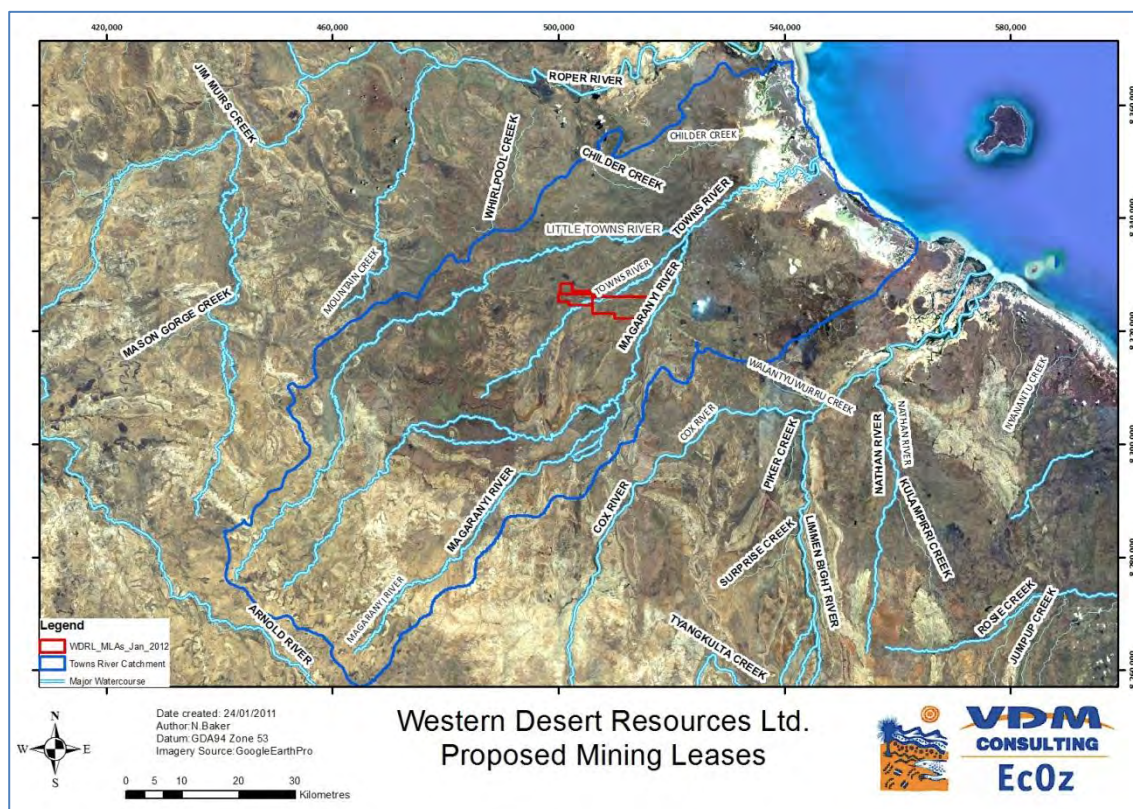 420,000
460,000
500,000
540,000
580,000
ROPER RIVER
JIM MUIRS CREEK
WHIRLPOOL CREEK
CHILDER CREEK
CHILDER CREEK
TOWNS RIVER
LITTLE TOWNS RIVER
TOWNS RIVER
MOUNTAIN CREEK
MASON GORGE CREEK
MAGARANYI RIVER
WALANTYUWURRU CREEK
NYANANTU CREEK
COX RIVER
PIKER CREEK
NATHAN RIVER
NATHAN RIVER
MAGARANYI RIVER
COX RIVER
KULAMPIRRI CREEK
SURPRISE CREEK
LIMMEN BIGHT RIVER
MAGARANYI RIVER
ARNOLD RIVER
TYANGKULTA CREEK
ROSIE CREEK
JUMPUP CREEK
Legend
WDRL_MLAs_Jan_2012
Towns River Catchment
Major Watercourse
N
W
E
S
Date created: 24/01/2011
Author:N.Baker
Datum:GDA94 Zone 53
Imagery Source:GoogleEarthPro
0 5 10 20 30
Kilometres
Western Desert Resources Ltd.
Proposed Mining Leases
VDM
CONSULTING
EcOz